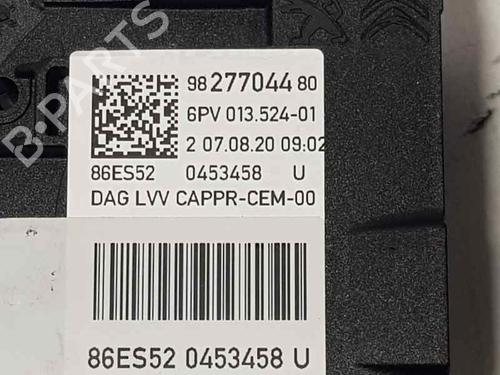 98 277044 80
6PV 013.524-01
2 07.08.20 09:02
86ES52 0453458 U
DAG LVV CAPPR-CEM-00
86ES52 0453458 U
B-PARTS